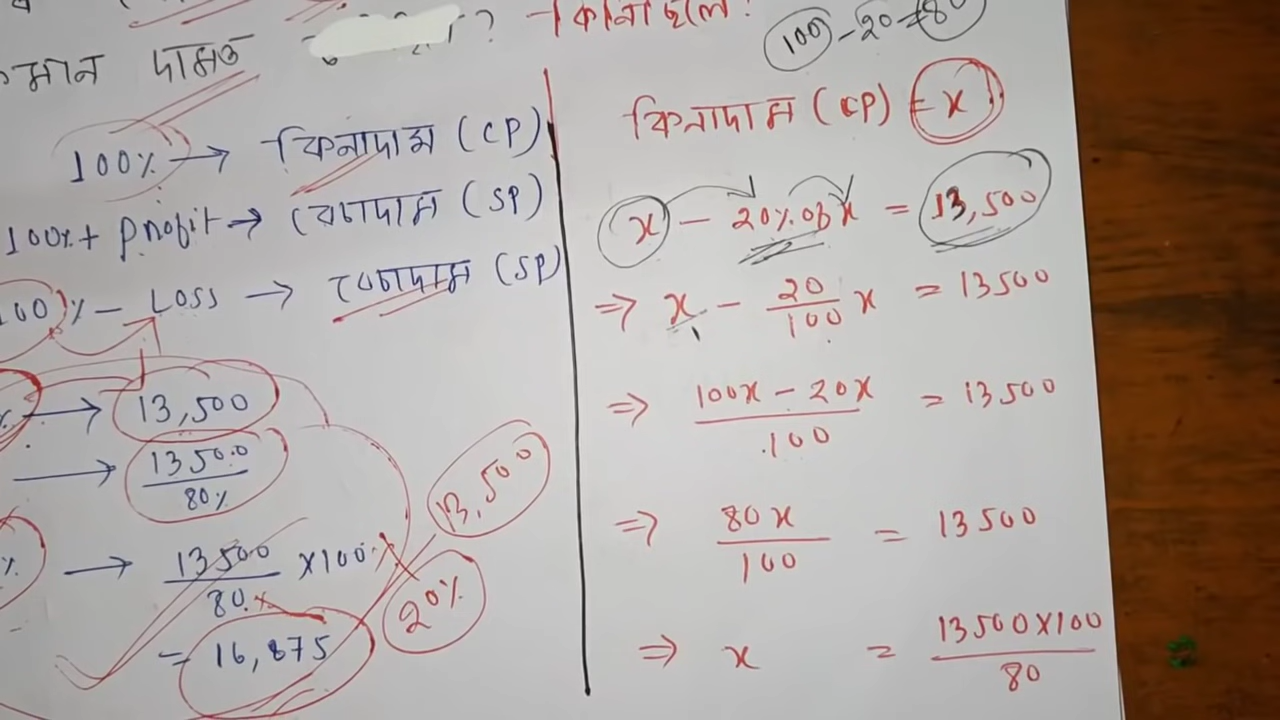 ? → কিনা ছিল?
100 - 20 = 80
মান দামত
100% → কিনাদাম (CP)
100% + Profit → বেচাদাম (SP)
100% - Loss → বেচাদাম (SP)
→ 13,500
→ 13500 / 80%
% → 13500 / 80% × 100%
= 16,875
13,500
20%
কিনাদাম (CP) = x
x - 20% of x = 13,500
⇒ x - 20/100 x = 13500
⇒ 100x - 20x / 100 = 13500
⇒ 80x / 100 = 13500
⇒ x = 13500×100 / 80